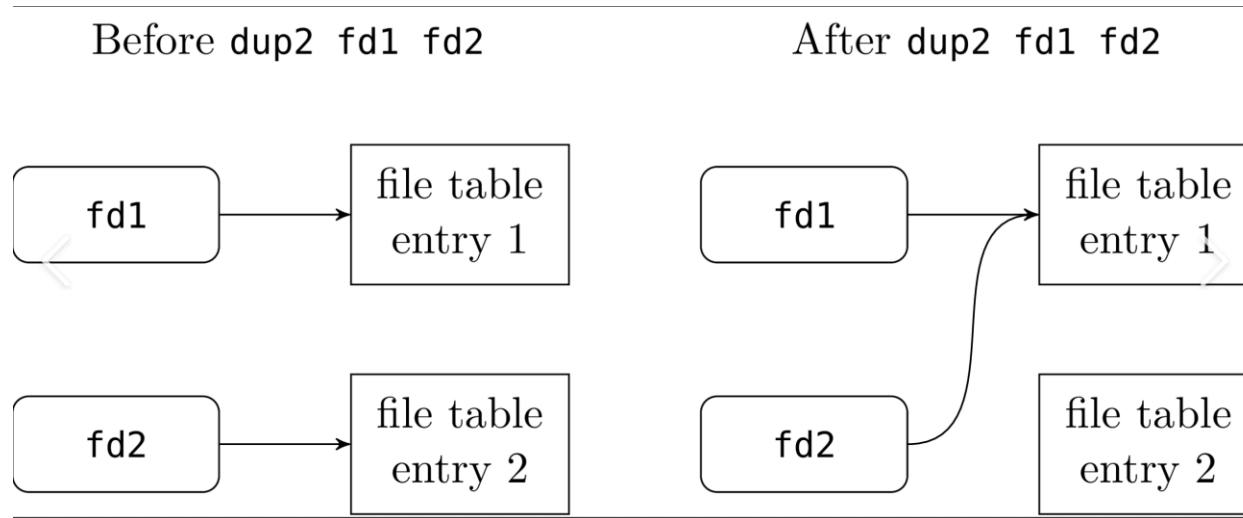 Before dup2 fd1 fd2
fd1
file table
entry 1
fd2
file table
entry 2
After dup2 fd1 fd2
fd1
file table
entry 1
fd2
file table
entry 2